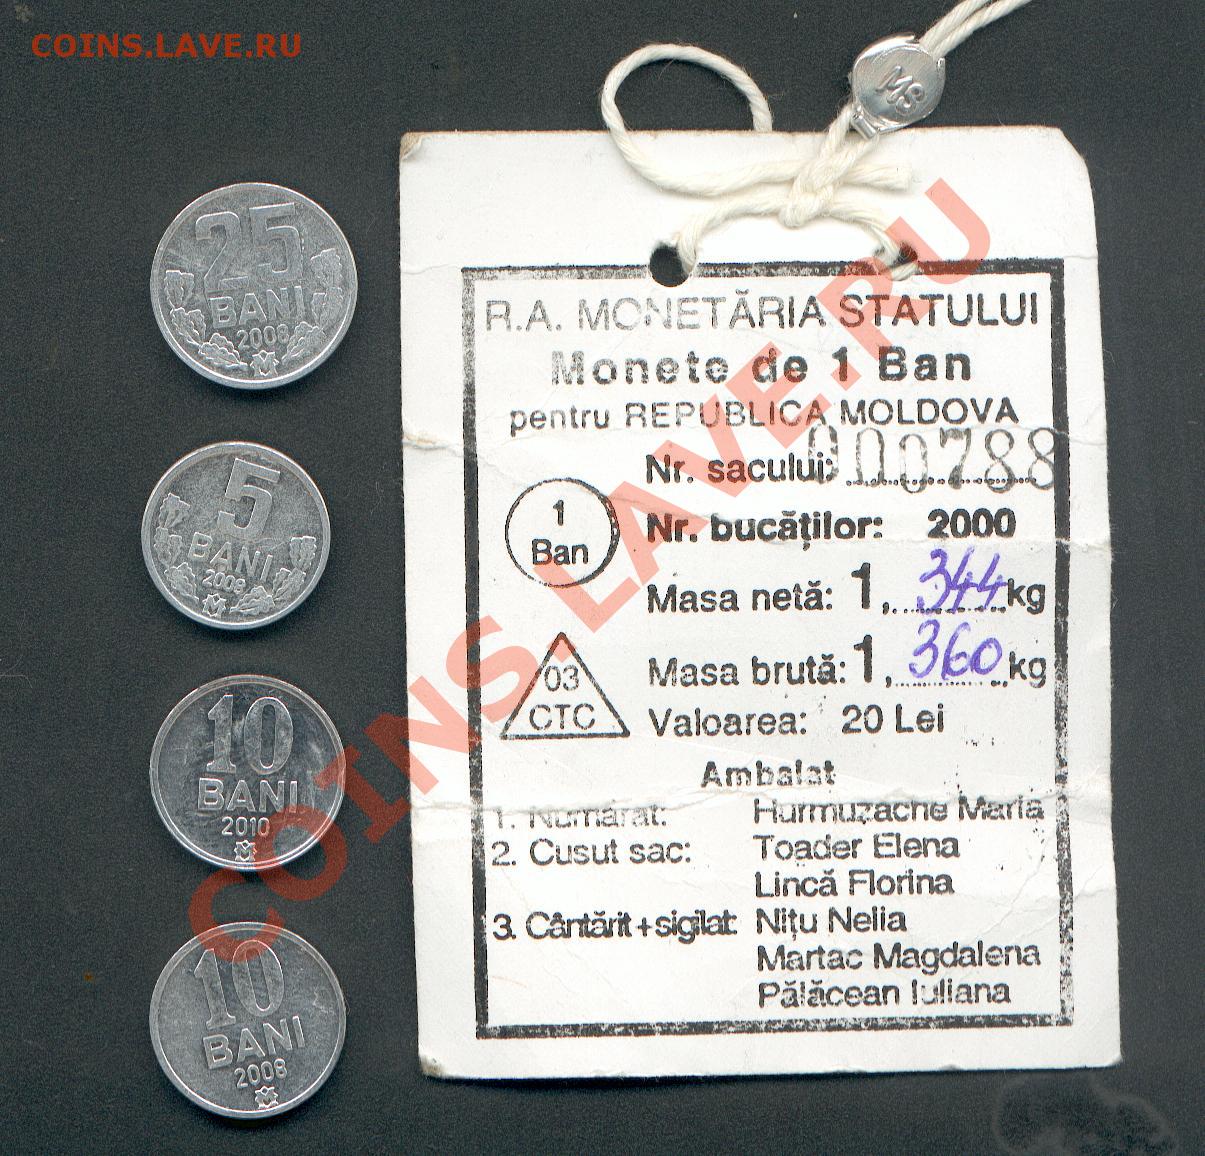 COINS.LAVE.RU
MS
25
BANI
2008
5
BANI
2008
10
BANI
2010
10
BANI
2008
R.A. MONETĂRIA STATULUI
Monete de 1 Ban
pentru REPUBLICA MOLDOVA
Nr. sacului: 000788
1
Ban
Nr. bucăților: 2000
Masa netă: 1, 344 kg
Masa brută: 1, 360 kg
03
CTC
Valoarea: 20 Lei
Ambalat
1. Numărat: Hurmuzache Maria
2. Cusut sac: Toader Elena
Lincă Florina
3. Cântărit+sigilat: Nițu Nelia
Martac Magdalena
Pălăcean Iuliana
COINS.LAVE.RU